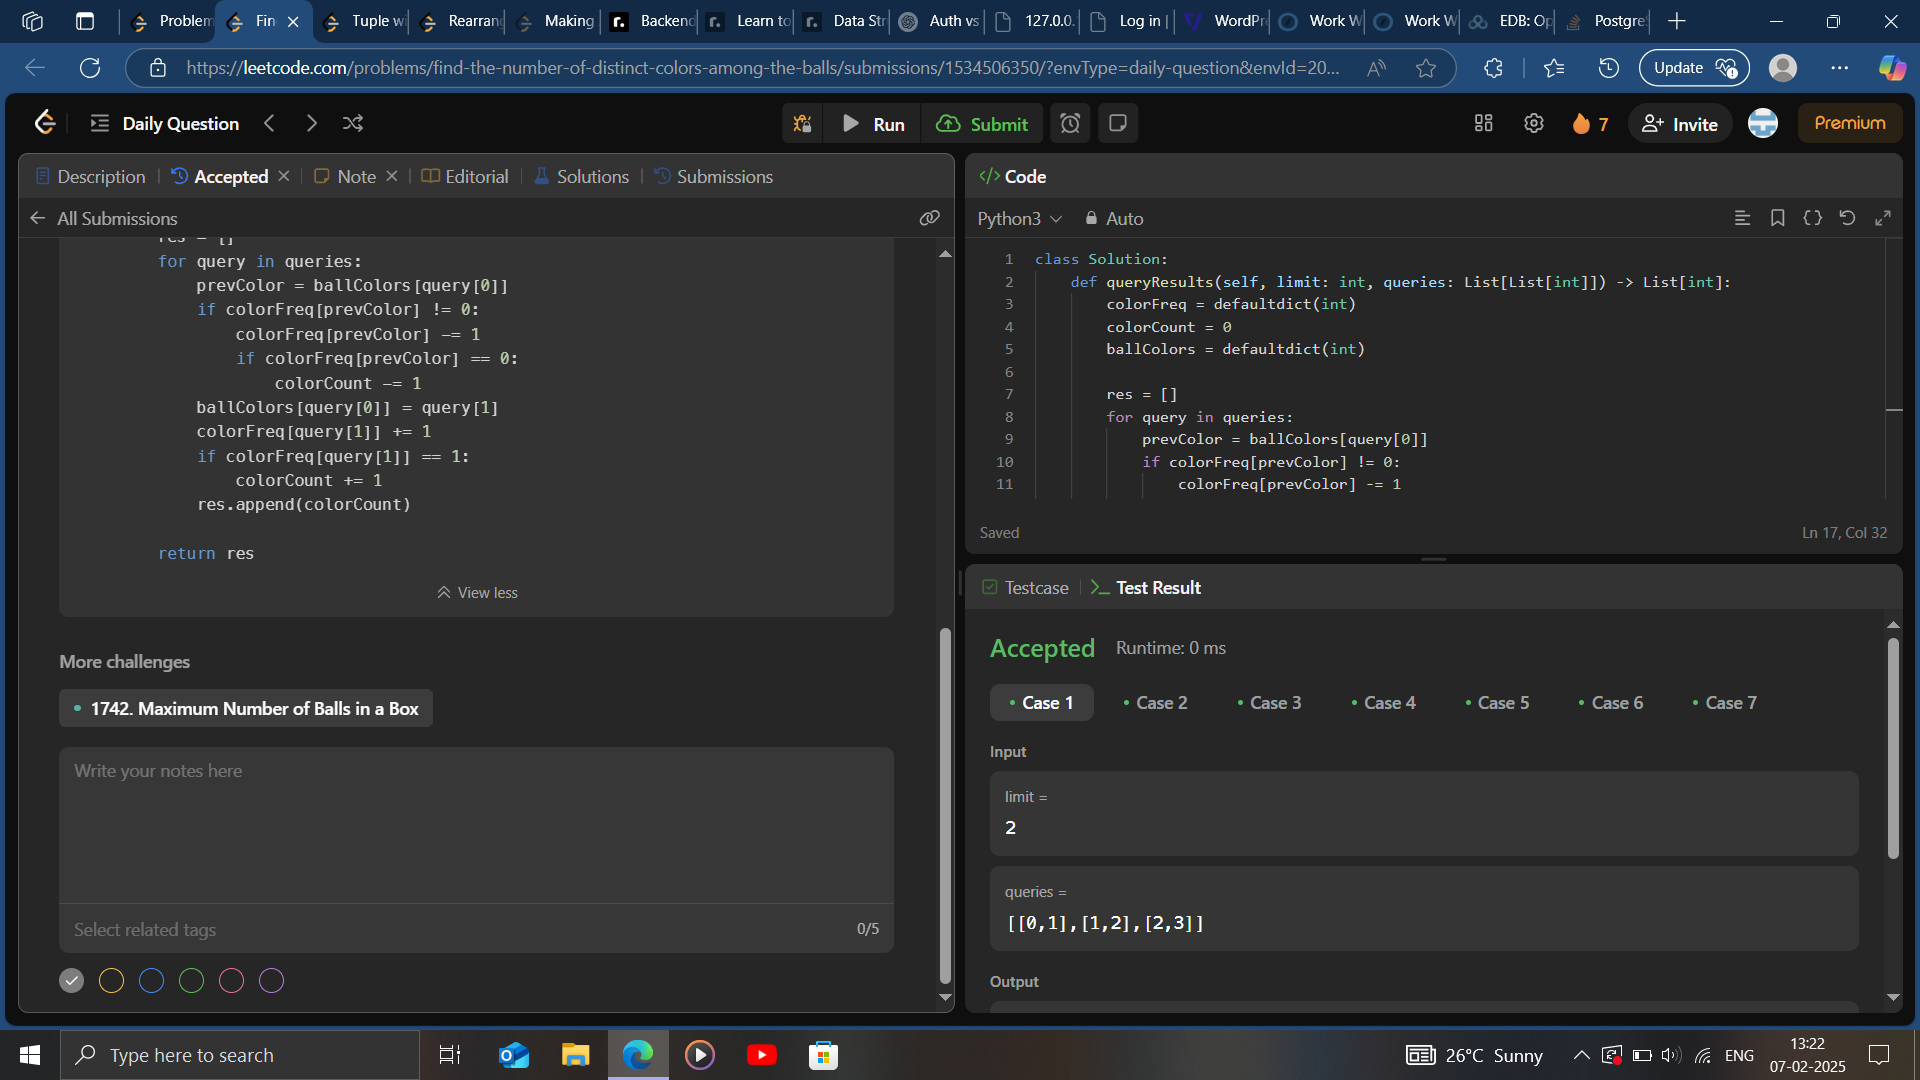 Problem
Fin
Tuple w
Rearran
Making
Backend
Learn to
Data Str
Auth vs
127.0.0.
Log in |
WordPr
Work W
Work W
EDB: Op
Postgre
https://leetcode.com/problems/find-the-number-of-distinct-colors-among-the-balls/submissions/1534506350/?envType=daily-question&envId=20...
Update
Daily Question
Run
Submit
7
Invite
Premium
Description
Accepted
Note
Editorial
Solutions
Submissions
All Submissions
res = []
for query in queries:
prevColor = ballColors[query[0]]
if colorFreq[prevColor] != 0:
colorFreq[prevColor] -= 1
if colorFreq[prevColor] == 0:
colorCount -= 1
ballColors[query[0]] = query[1]
colorFreq[query[1]] += 1
if colorFreq[query[1]] == 1:
colorCount += 1
res.append(colorCount)
return res
View less
More challenges
1742. Maximum Number of Balls in a Box
Write your notes here
Select related tags
0/5
</> Code
Python3
Auto
1 class Solution:
2 def queryResults(self, limit: int, queries: List[List[int]]) -> List[int]:
3 colorFreq = defaultdict(int)
4 colorCount = 0
5 ballColors = defaultdict(int)
6
7 res = []
8 for query in queries:
9 prevColor = ballColors[query[0]]
10 if colorFreq[prevColor] != 0:
11 colorFreq[prevColor] -= 1
Saved
Ln 17, Col 32
Testcase
Test Result
Accepted
Runtime: 0 ms
Case 1
Case 2
Case 3
Case 4
Case 5
Case 6
Case 7
Input
limit =
2
queries =
[[0,1],[1,2],[2,3]]
Output
Type here to search
26°C Sunny
ENG
13:22
07-02-2025